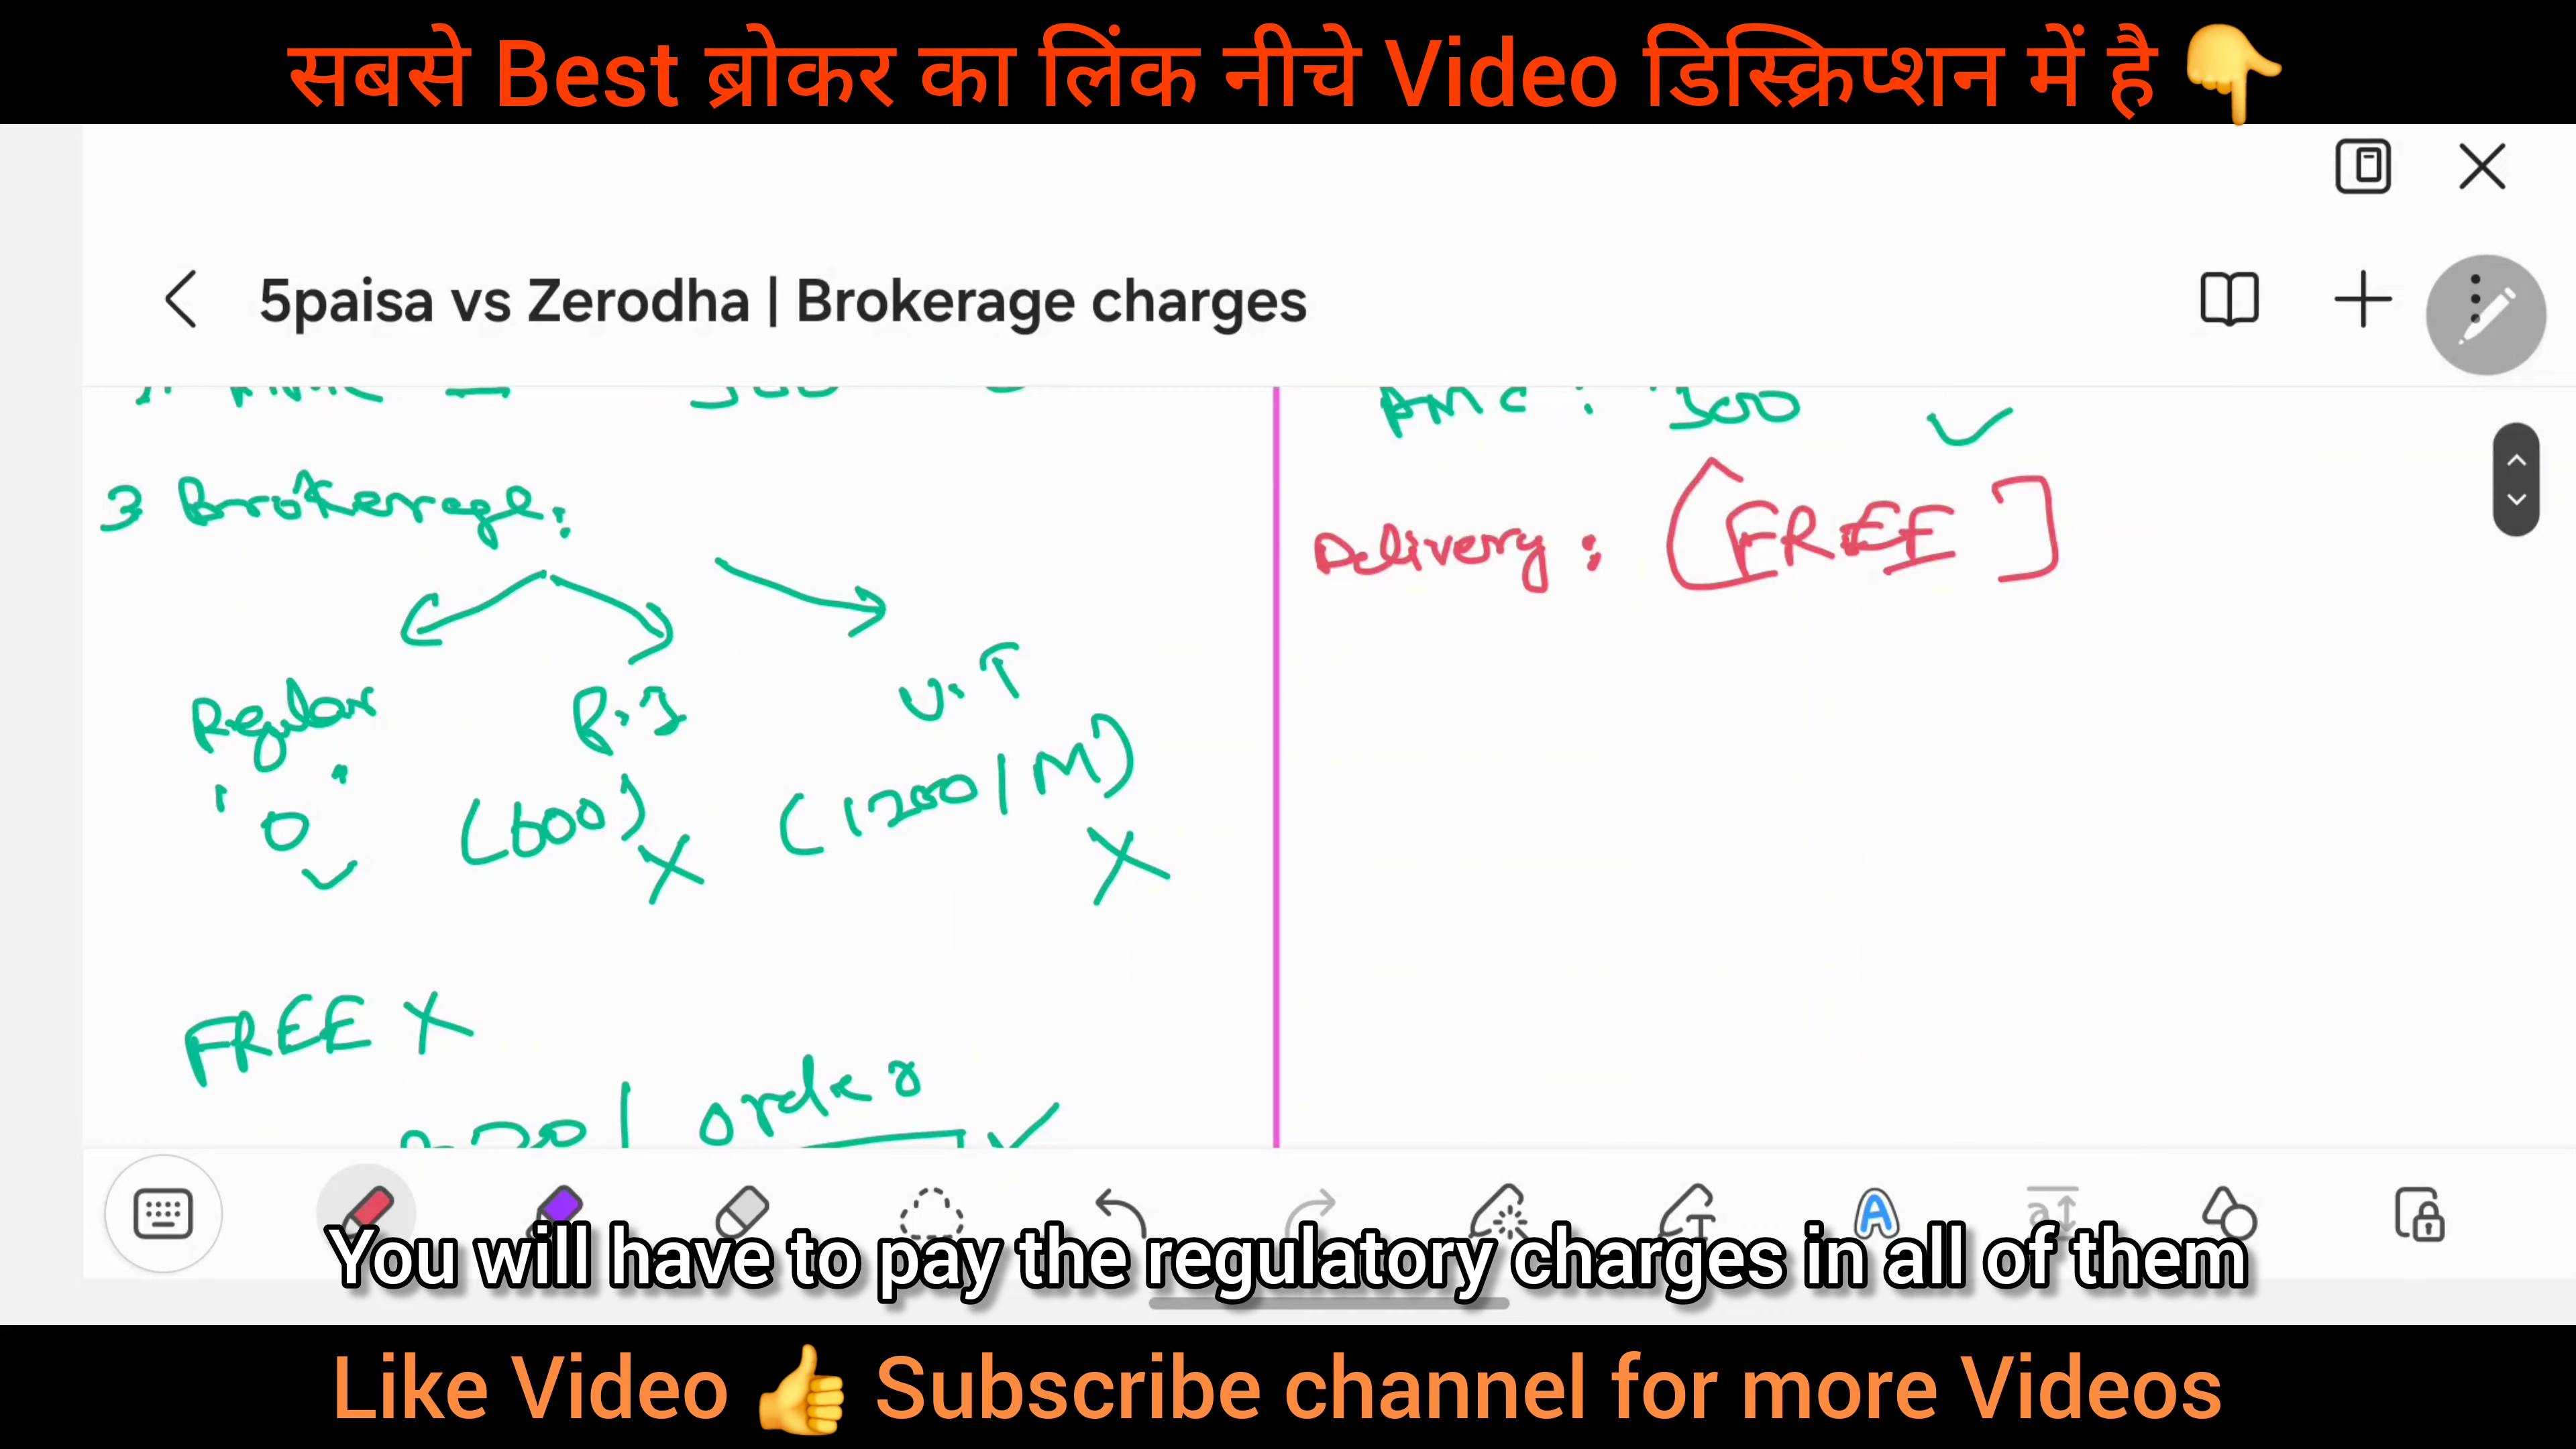 सबसे Best ब्रोकर का लिंक नीचे Video डिस्क्रिप्शन में है
5paisa vs Zerodha | Brokerage charges
AMC : 300
3 Brokerage:
Delivery : [FREE]
Regular
U.T
0
(600) X
(1200/M) X
FREE X
order
You will have to pay the regulatory charges in all of them
Like Video Subscribe channel for more Videos